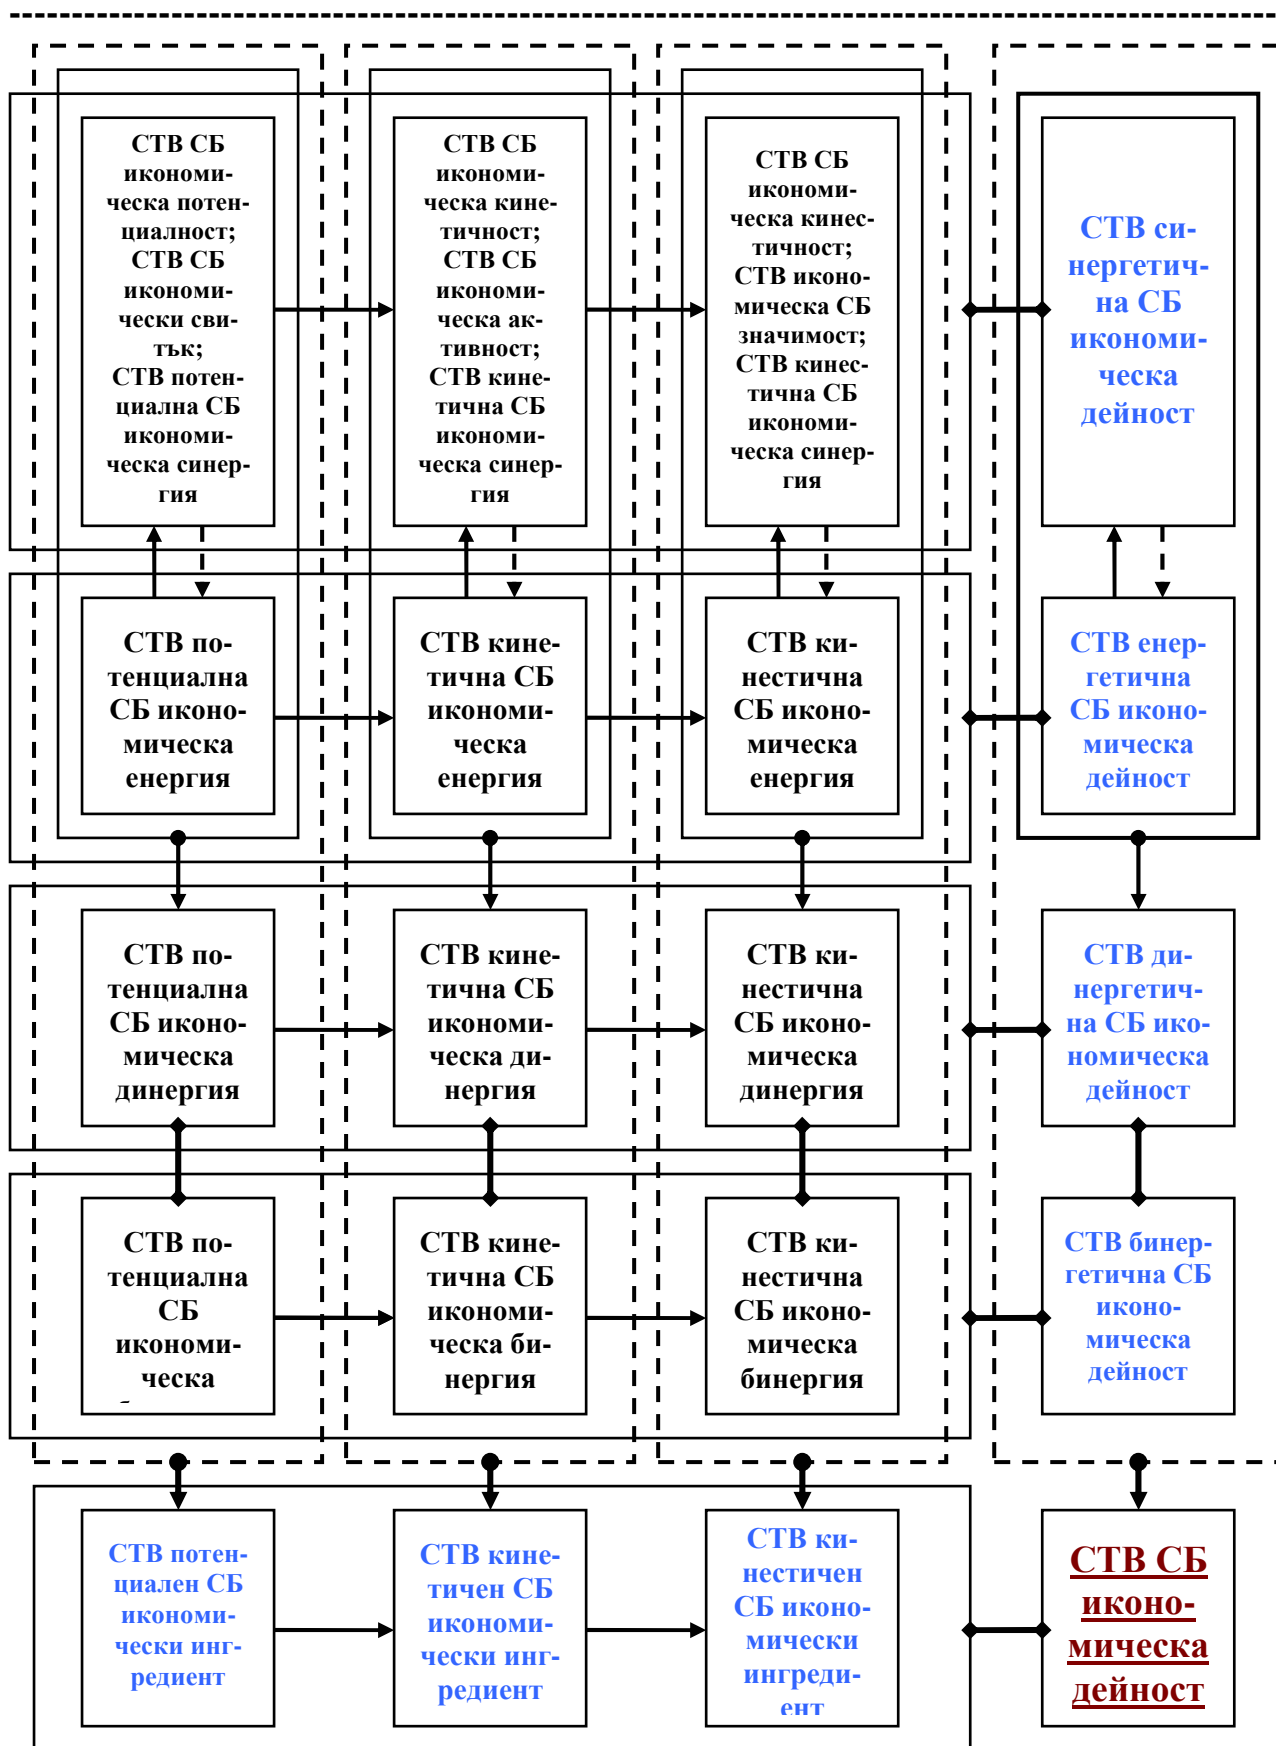 СТВ СБ
икономи-
ческа потен-
циалност;
СТВ СБ
икономи-
чески сви-
тък;
СТВ потен-
циална СБ
икономи-
ческа синер-
гия
СТВ СБ
икономи-
ческа кине-
тичност;
СТВ СБ
икономи-
ческа ак-
тивност;
СТВ кине-
тична СБ
икономи-
ческа синер-
гия
СТВ СБ
икономи-
ческа кинес-
тичност;
СТВ иконо-
мическа СБ
значимост;
СТВ кинес-
тична СБ
икономи-
ческа синер-
гия
СТВ си-
нергетич-
на СБ
икономи-
ческа
дейност
СТВ по-
тенциална
СБ иконо-
мическа
енергия
СТВ кине-
тична СБ
икономи-
ческа
енергия
СТВ ки-
нестична
СБ иконо-
мическа
енергия
СТВ енер-
гетична
СБ иконо-
мическа
дейност
СТВ по-
тенциална
СБ иконо-
мическа
динергия
СТВ кине-
тична СБ
икономи-
ческа ди-
нергия
СТВ ки-
нестична
СБ иконо-
мическа
динергия
СТВ ди-
нергетич-
на СБ ико-
номическа
дейност
СТВ по-
тенциална
СБ
икономи-
ческа
СТВ кине-
тична СБ
икономи-
ческа би-
нергия
СТВ ки-
нестична
СБ иконо-
мическа
бинергия
СТВ бинер-
гетична СБ
иконо-
мическа
дейност
СТВ потен-
циален СБ
икономи-
чески инг-
редиент
СТВ кине-
тичен СБ
икономи-
чески инг-
редиент
СТВ ки-
нестичен
СБ иконо-
мически
ингреди-
ент
СТВ СБ
иконо-
мическа
дейност